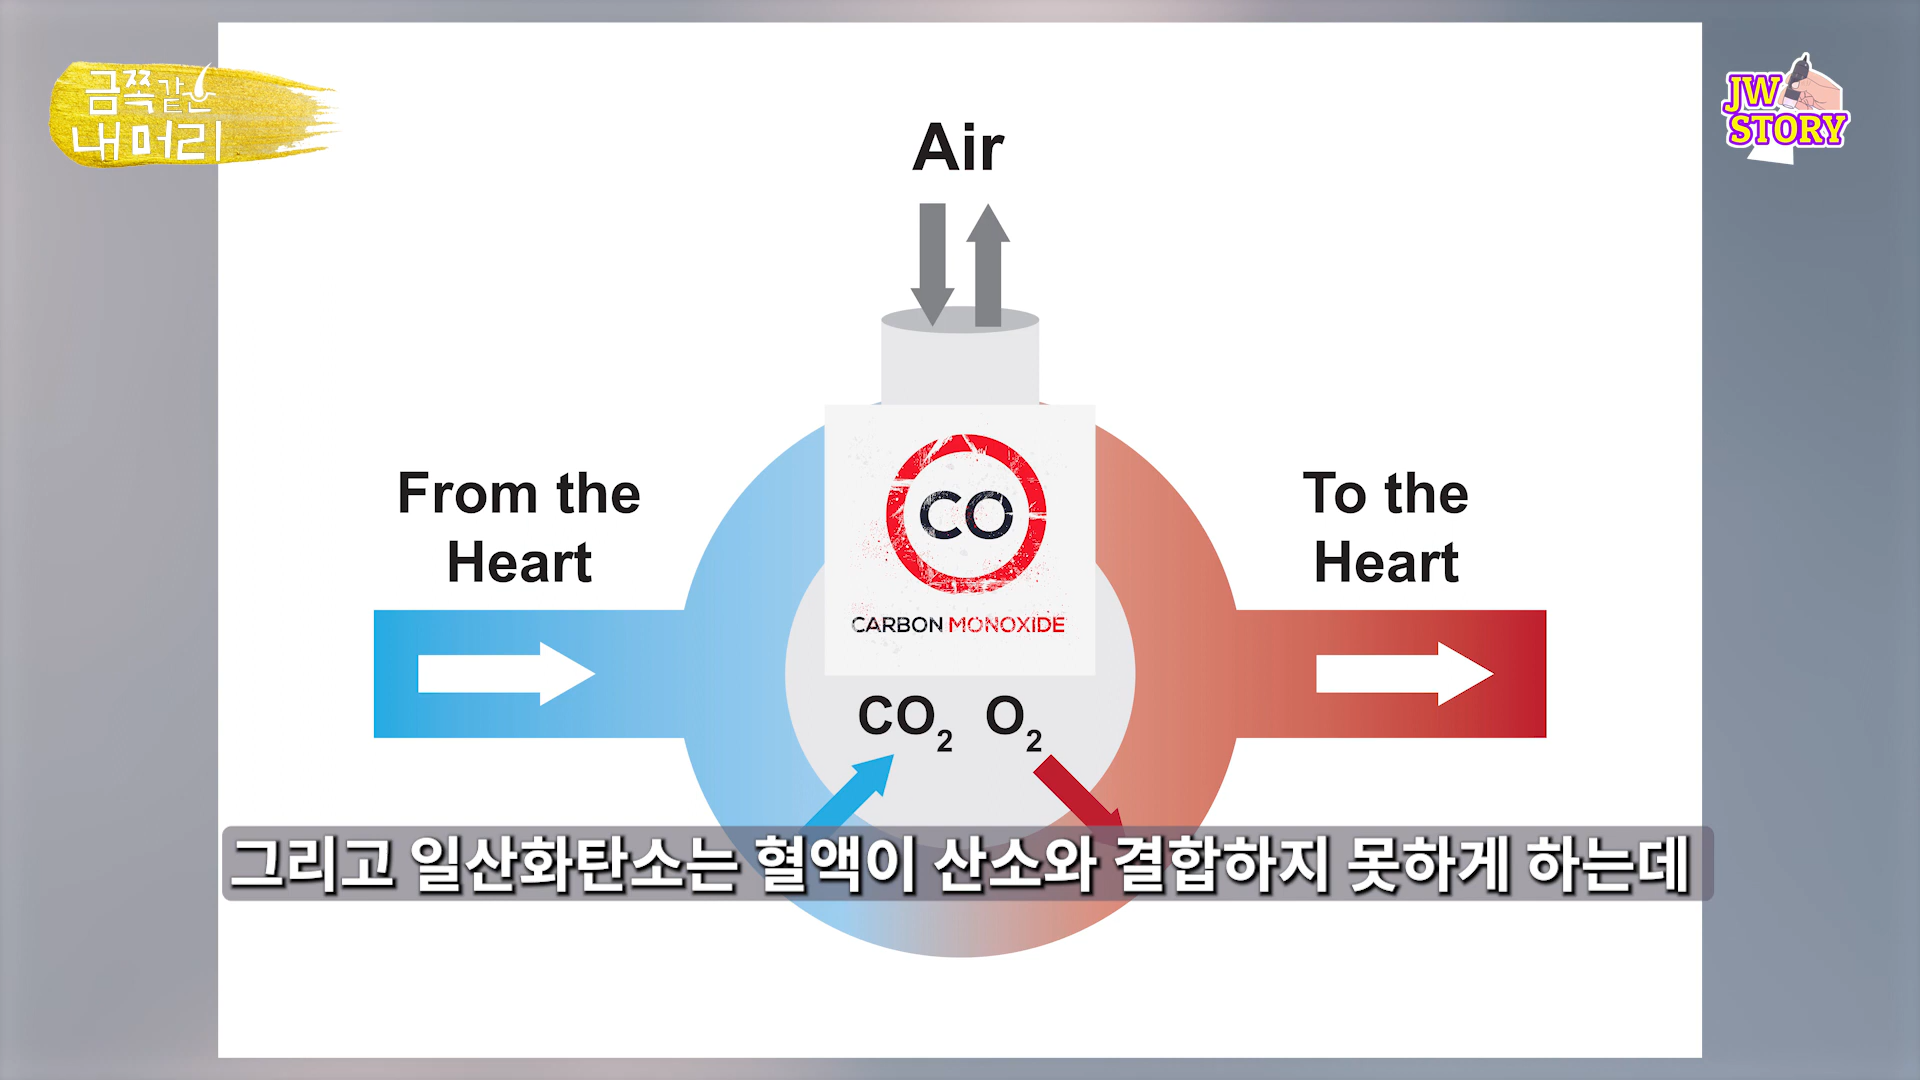 금쪽같은
내머리
JW
STORY
Air
From the
Heart
To the
Heart
CO
CARBON MONOXIDE
CO₂ O₂
그리고 일산화탄소는 혈액이 산소와 결합하지 못하게 하는데